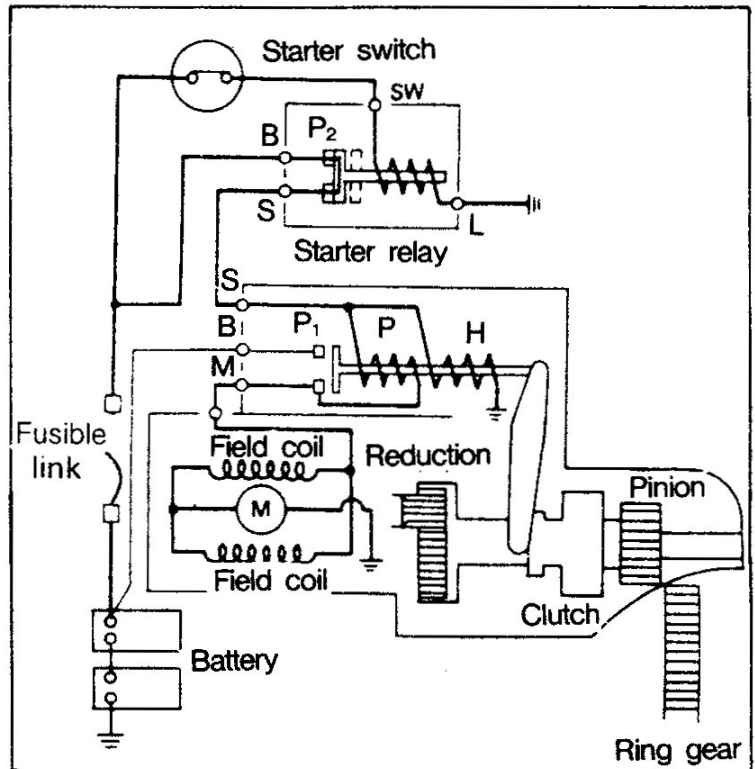 Starter switch
SW
B
P2
S
L
Starter relay
S
B
P1
P
H
M
Fusible
link
Field coil
Reduction
Pinion
M
Field coil
Clutch
Battery
Ring gear